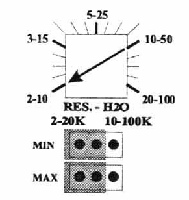 5-25
3-15 10-50
2-10 20-100
RES. - H2O
2-20K 10-100K
MIN
MAX